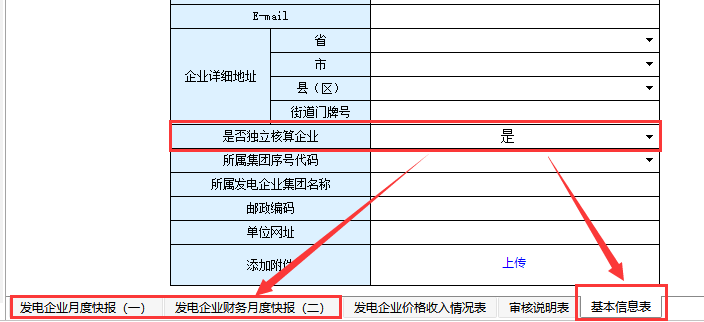 E-mail
企业详细地址
省
市
县（区）
街道门牌号
是否独立核算企业 是
所属集团序号代码
所属发电企业集团名称
邮政编码
单位网址
添加附件 上传
发电企业月度快报（一） 发电企业财务月度快报（二） 发电企业价格收入情况表 审核说明表 基本信息表